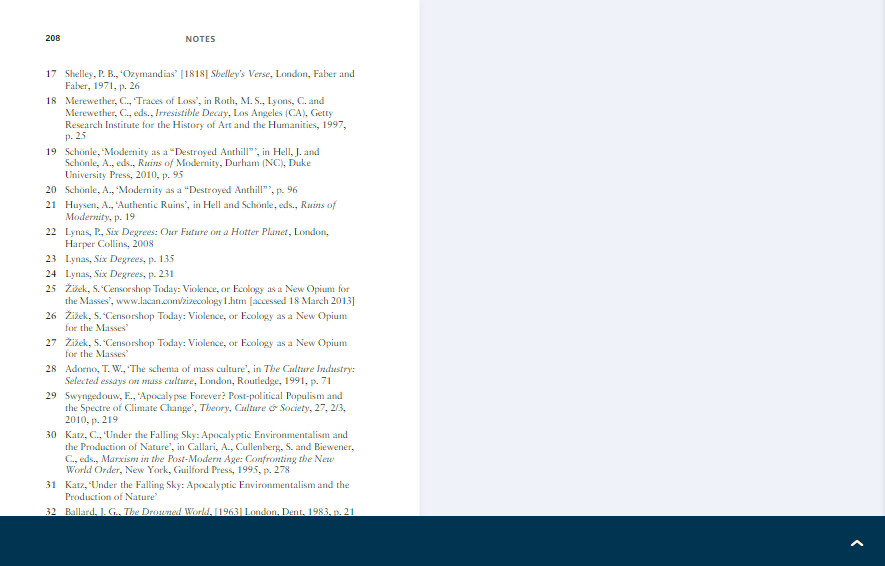 208 NOTES
17 Shelley, P. B., ‘Ozymandias’ [1818] Shelley’s Verse, London, Faber and
Faber, 1971, p. 26
18 Merewether, C., ‘Traces of Loss’, in Roth, M. S., Lyons, C. and
Merewether, C., eds., Irresistible Decay, Los Angeles (CA), Getty
Research Institute for the History of Art and the Humanities, 1997,
p. 25
19 Schönle, ‘Modernity as a “Destroyed Anthill”’, in Hell, J. and
Schönle, A., eds., Ruins of Modernity, Durham (NC), Duke
University Press, 2010, p. 95
20 Schönle, A., ‘Modernity as a “Destroyed Anthill”’, p. 96
21 Huysen, A., ‘Authentic Ruins’, in Hell and Schönle, eds., Ruins of
Modernity, p. 19
22 Lynas, P., Six Degrees: Our Future on a Hotter Planet, London,
Harper Collins, 2008
23 Lynas, Six Degrees, p. 135
24 Lynas, Six Degrees, p. 231
25 Žižek, S. ‘Censorshop Today: Violence, or Ecology as a New Opium for
the Masses’, www.lacan.com/zizecology1.htm [accessed 18 March 2013]
26 Žižek, S. ‘Censorshop Today: Violence, or Ecology as a New Opium
for the Masses’
27 Žižek, S. ‘Censorshop Today: Violence, or Ecology as a New Opium
for the Masses’
28 Adorno, T. W., ‘The schema of mass culture’, in The Culture Industry:
Selected essays on mass culture, London, Routledge, 1991, p. 71
29 Swyngedouw, E., ‘Apocalypse Forever? Post-political Populism and
the Spectre of Climate Change’, Theory, Culture & Society, 27, 2/3,
2010, p. 219
30 Katz, C., ‘Under the Falling Sky: Apocalyptic Environmentalism and
the Production of Nature’, in Callari, A., Cullenberg, S. and Biewener,
C., eds., Marxism in the Post-Modern Age: Confronting the New
World Order, New York, Guilford Press, 1995, p. 278
31 Katz, ‘Under the Falling Sky: Apocalyptic Environmentalism and the
Production of Nature’
32 Ballard, J. G., The Drowned World, [1963] London, Dent, 1983, p. 21